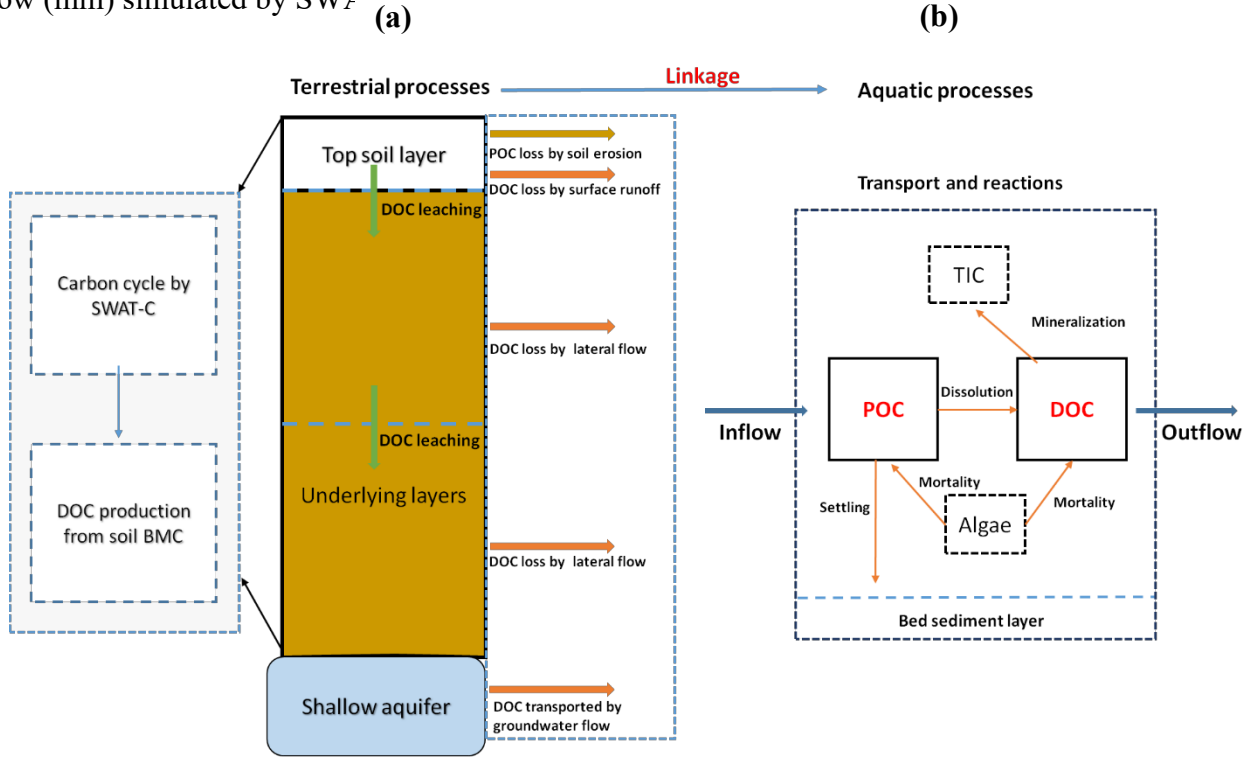 (mm) simulated by
(a)
(b)
Terrestrial processes
Linkage
Aquatic processes
Top soil layer
POC loss by soil erosion
DOC loss by surface runoff
DOC leaching
Carbon cycle by
SWAT-C
DOC production
from soil BMC
DOC loss by lateral flow
DOC leaching
Underlying layers
DOC loss by lateral flow
Shallow aquifer
DOC transported by
groundwater flow
Transport and reactions
TIC
Mineralization
POC
Dissolution
DOC
Inflow
Outflow
Settling
Mortality
Algae
Mortality
Bed sediment layer